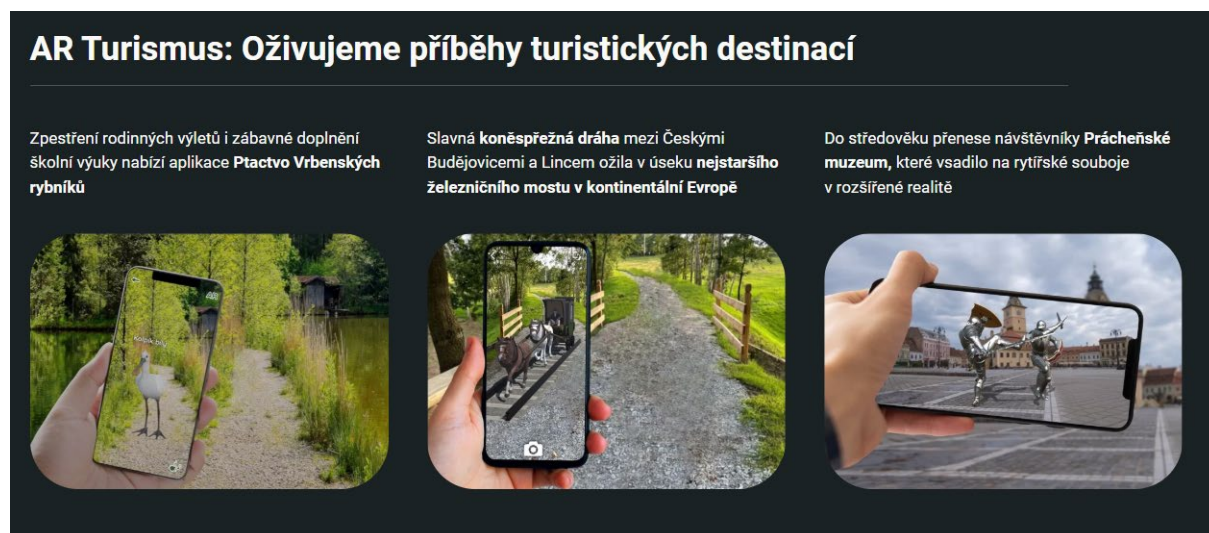 AR Turismus: Oživujeme příběhy turistických destinací
Zpestření rodinných výletů i zábavné doplnění
školní výuky nabízí aplikace Ptactvo Vrbenských
rybníků
Slavná koněspřežná dráha mezi Českými
Budějovicemi a Lincem ožila v úseku nejstaršího
železničního mostu v kontinentální Evropě
Do středověku přenese návštěvníky Prácheňské
muzeum, které vsadilo na rytířské souboje
v rozšířené realitě
Kolpík bílý